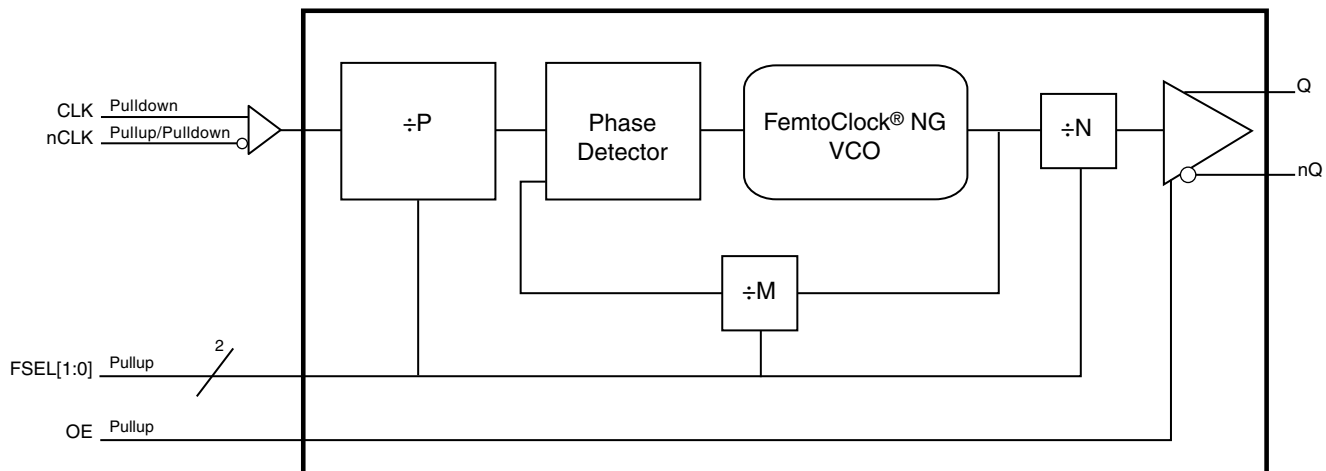 CLK Pulldown
nCLK Pullup/Pulldown
÷P
Phase
Detector
FemtoClock® NG
VCO
÷N
Q
nQ
÷M
FSEL[1:0] Pullup 2
OE Pullup